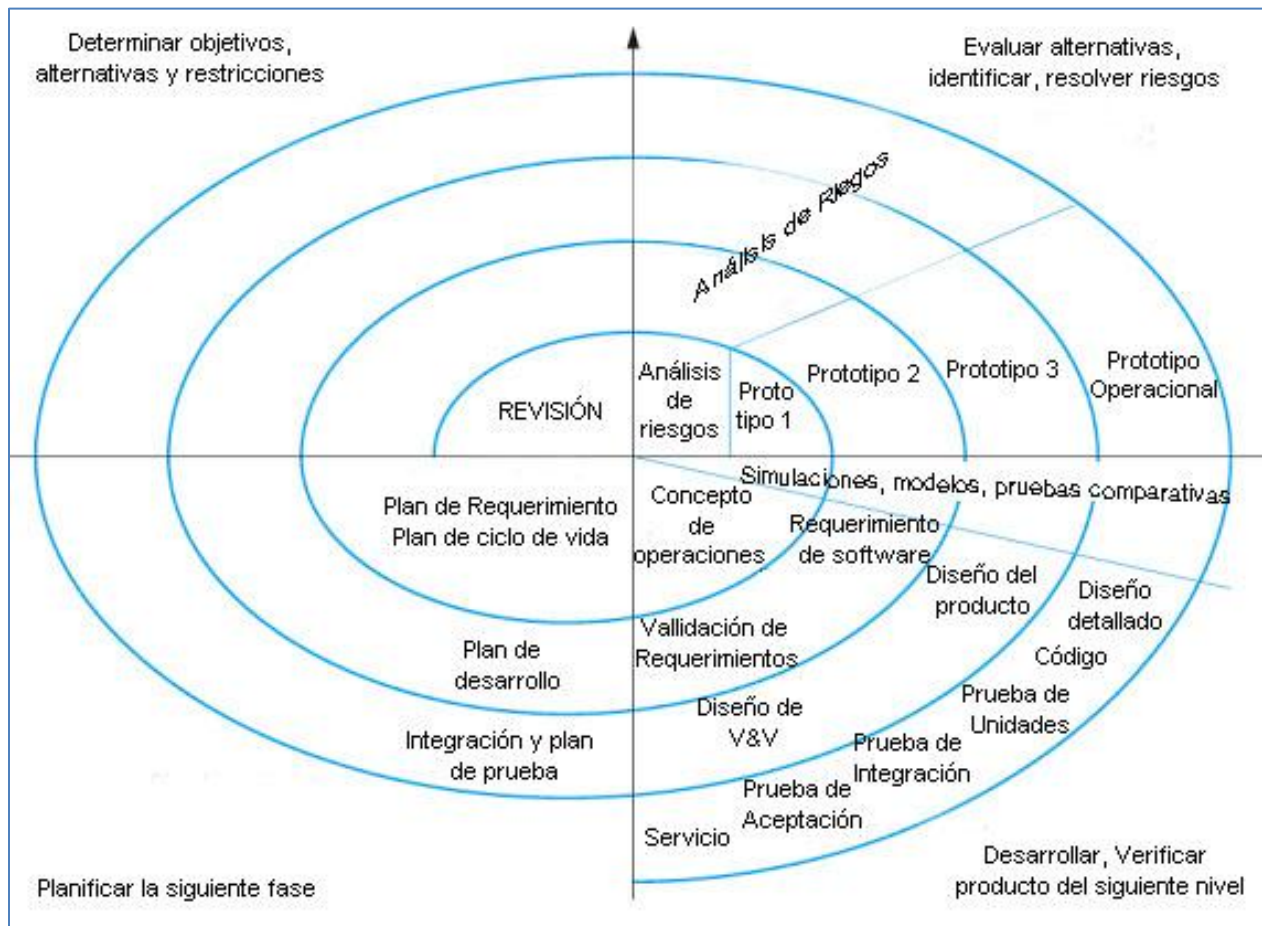 Determinar objetivos,
alternativas y restricciones
Evaluar alternativas,
identificar, resolver riesgos
Análisis de Riegos
REVISIÓN
Análisis
de
riesgos
Proto
tipo 1
Prototipo 2
Prototipo 3
Prototipo
Operacional
Simulaciones, modelos, pruebas comparativas
Plan de Requerimiento
Plan de ciclo de vida
Concepto
de
operaciones
Requerimiento
de software
Diseño del
producto
Diseño
detallado
Código
Plan de
desarrollo
Vallidación de
Requerimientos
Prueba de
Unidades
Integración y plan
de prueba
Diseño de
V&V
Prueba de
Integración
Prueba de
Aceptación
Servicio
Planificar la siguiente fase
Desarrollar, Verificar
producto del siguiente nivel